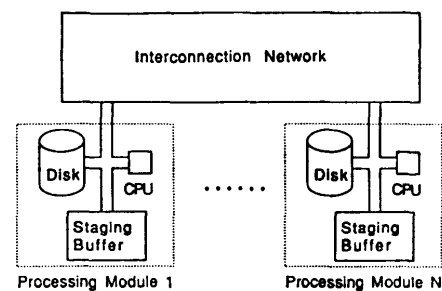 Interconnection Network
Disk
CPU
Staging
Buffer
Processing Module 1
......
Disk
CPU
Staging
Buffer
Processing Module N